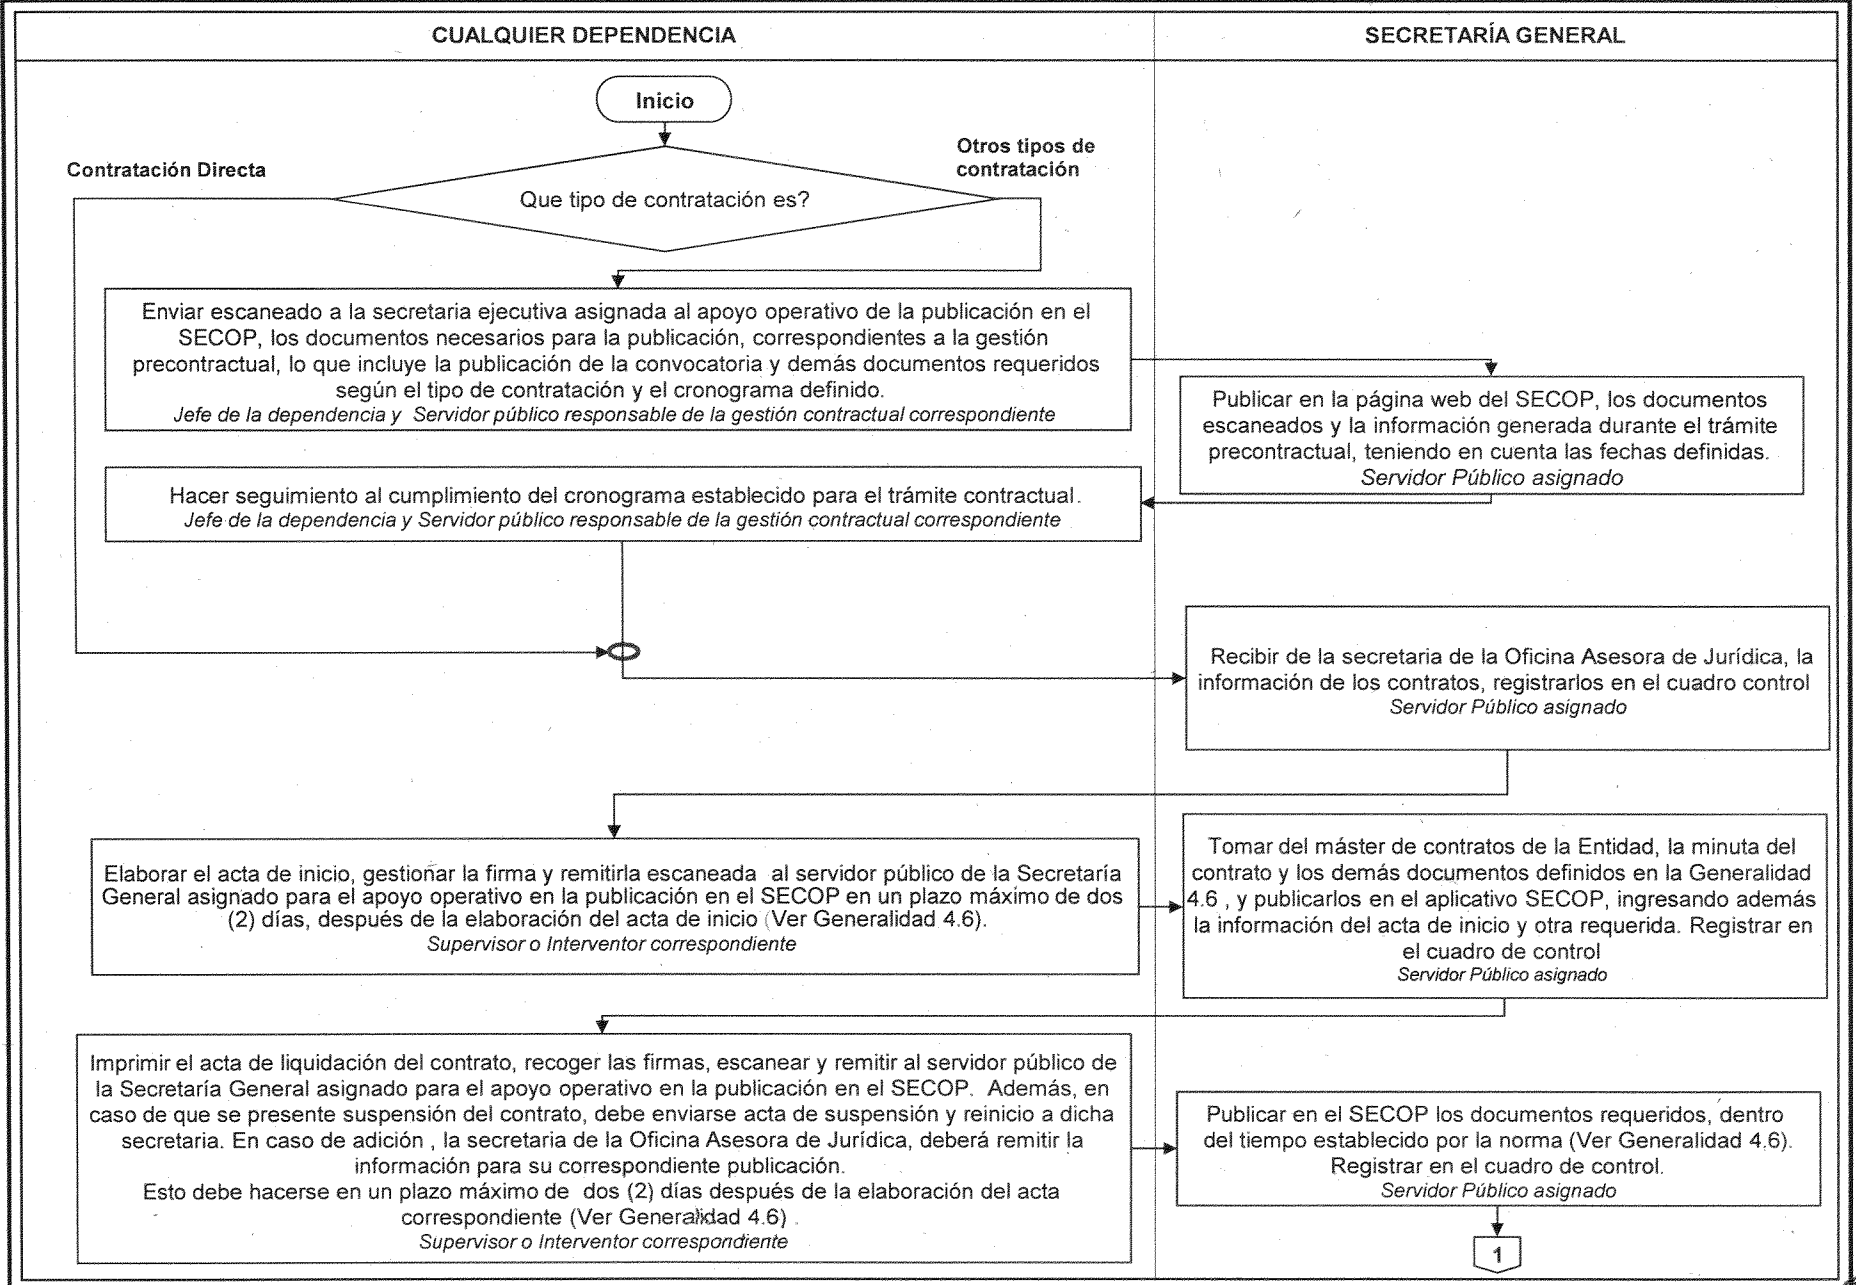 CUALQUIER DEPENDENCIA
SECRETARÍA GENERAL
Inicio
Contratación Directa
Otros tipos de
contratación
Que tipo de contratación es?
Enviar escaneado a la secretaria ejecutiva asignada al apoyo operativo de la publicación en el
SECOP, los documentos necesarios para la publicación, correspondientes a la gestión
precontractual, lo que incluye la publicación de la convocatoria y demás documentos requeridos
según el tipo de contratación y el cronograma definido.
Jefe de la dependencia y Servidor público responsable de la gestión contractual correspondiente
Publicar en la página web del SECOP, los documentos
escaneados y la información generada durante el trámite
precontractual, teniendo en cuenta las fechas definidas.
Servidor Público asignado
Hacer seguimiento al cumplimiento del cronograma establecido para el trámite contractual.
Jefe de la dependencia y Servidor público responsable de la gestión contractual correspondiente
Recibir de la secretaria de la Oficina Asesora de Jurídica, la
información de los contratos, registrarlos en el cuadro control
Servidor Público asignado
Elaborar el acta de inicio, gestionar la firma y remitirla escaneada al servidor público de la Secretaría
General asignado para el apoyo operativo en la publicación en el SECOP en un plazo máximo de dos
(2) días, después de la elaboración del acta de inicio (Ver Generalidad 4.6).
Supervisor o Interventor correspondiente
Tomar del máster de contratos de la Entidad, la minuta del
contrato y los demás documentos definidos en la Generalidad
4.6 , y publicarlos en el aplicativo SECOP, ingresando además
la información del acta de inicio y otra requerida. Registrar en
el cuadro de control
Servidor Público asignado
Imprimir el acta de liquidación del contrato, recoger las firmas, escanear y remitir al servidor público de
la Secretaría General asignado para el apoyo operativo en la publicación en el SECOP. Además, en
caso de que se presente suspensión del contrato, debe enviarse acta de suspensión y reinicio a dicha
secretaria. En caso de adición , la secretaria de la Oficina Asesora de Jurídica, deberá remitir la
información para su correspondiente publicación.
Esto debe hacerse en un plazo máximo de dos (2) días después de la elaboración del acta
correspondiente (Ver Generalidad 4.6) .
Supervisor o Interventor correspondiente
Publicar en el SECOP los documentos requeridos, dentro
del tiempo establecido por la norma (Ver Generalidad 4.6).
Registrar en el cuadro de control.
Servidor Público asignado
1